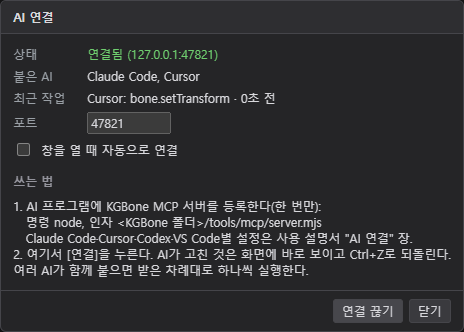 AI 연결
상태 연결됨 (127.0.0.1:47821)
붙은 AI Claude Code, Cursor
최근 작업 Cursor: bone.setTransform · 0초 전
포트 47821
창을 열 때 자동으로 연결
쓰는 법
1. AI 프로그램에 KGBone MCP 서버를 등록한다(한 번만):
명령 node, 인자 <KGBone 폴더>/tools/mcp/server.mjs
Claude Code·Cursor·Codex·VS Code별 설정은 사용 설명서 "AI 연결" 장.
2. 여기서 [연결]을 누른다. AI가 고친 것은 화면에 바로 보이고 Ctrl+Z로 되돌린다.
여러 AI가 함께 붙으면 받은 차례대로 하나씩 실행한다.
연결 끊기 닫기